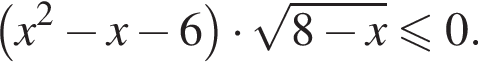 (x² − x − 6) · √(8 − x) ⩽ 0.